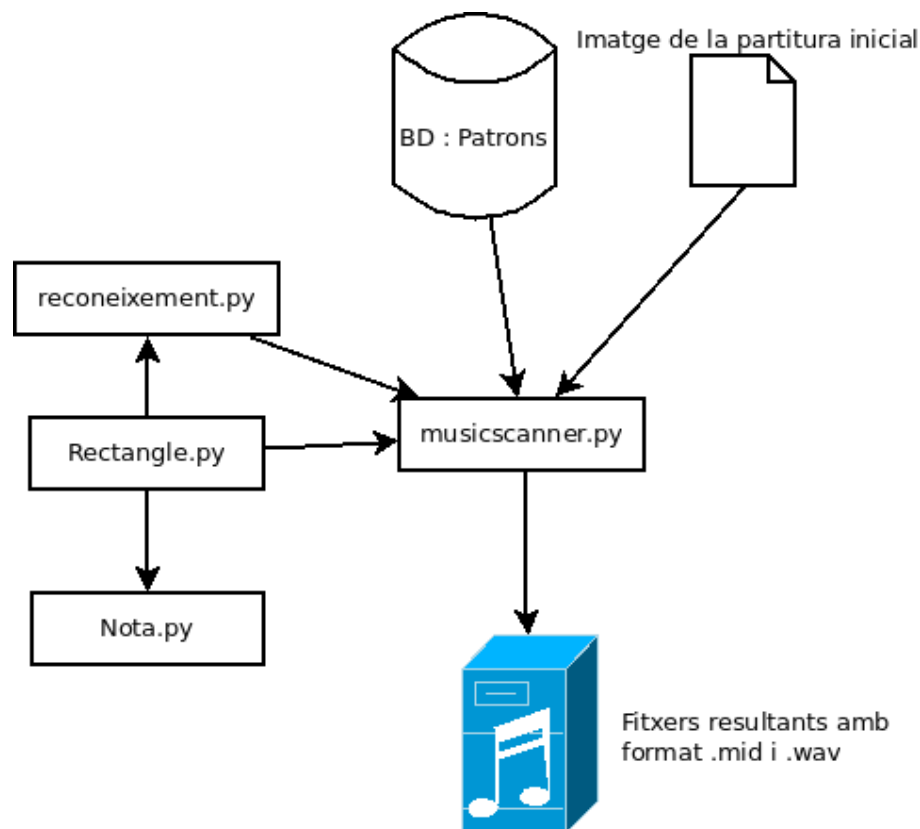 Imatge de la partitura inicial
BD : Patrons
reconeixement.py
Rectangle.py
musicscanner.py
Nota.py
Fitxers resultants amb
format .mid i .wav